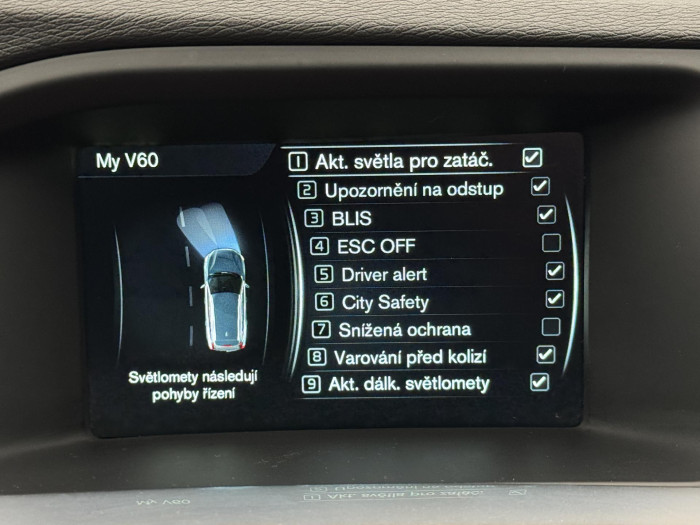 My V60
1 Akt. světla pro zatáč.
2 Upozornění na odstup
3 BLIS
4 ESC OFF
5 Driver alert
6 City Safety
7 Snížená ochrana
8 Varování před kolizí
9 Akt. dálk. světlomety
Světlomety následují
pohyby řízení